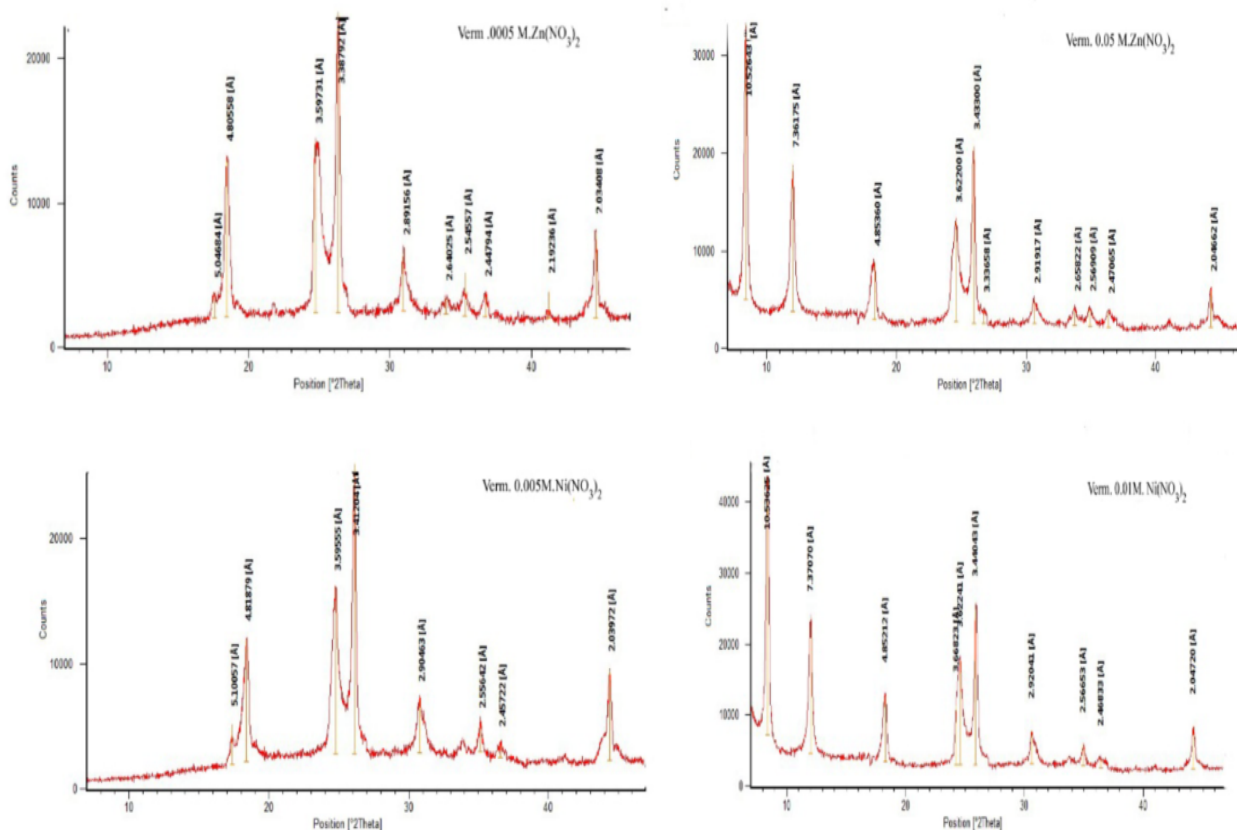 Verm .0005 M.Zn(NO3)2
20000
10000
0
Counts
5.04684 [Å]
4.80558 [Å]
3.59731 [Å]
3.38792 [Å]
2.89156 [Å]
2.64025 [Å]
2.54557 [Å]
2.44794 [Å]
2.19236 [Å]
2.03408 [Å]
10 20 30 40
Position [°2Theta]
Verm. 0.05 M.Zn(NO3)2
30000
20000
10000
0
Counts
10.52643 [Å]
7.36175 [Å]
4.85360 [Å]
3.62200 [Å]
3.43300 [Å]
3.33658 [Å]
2.91917 [Å]
2.65822 [Å]
2.56909 [Å]
2.47065 [Å]
2.04662 [Å]
10 20 30 40
Position [°2Theta]
Verm. 0.005M.Ni(NO3)2
20000
10000
0
Counts
5.10057 [Å]
4.81879 [Å]
3.59555 [Å]
3.41204 [Å]
2.90463 [Å]
2.55642 [Å]
2.45722 [Å]
2.03972 [Å]
10 20 30 40
Position [°2Theta]
Verm. 0.01M. Ni(NO3)2
40000
30000
20000
10000
0
Counts
7.37070 [Å]
4.85212 [Å]
3.66823 [Å]
3.44043 [Å]
2.92041 [Å]
2.56653 [Å]
2.46833 [Å]
2.04720 [Å]
10 20 30 40
Position [°2Theta]